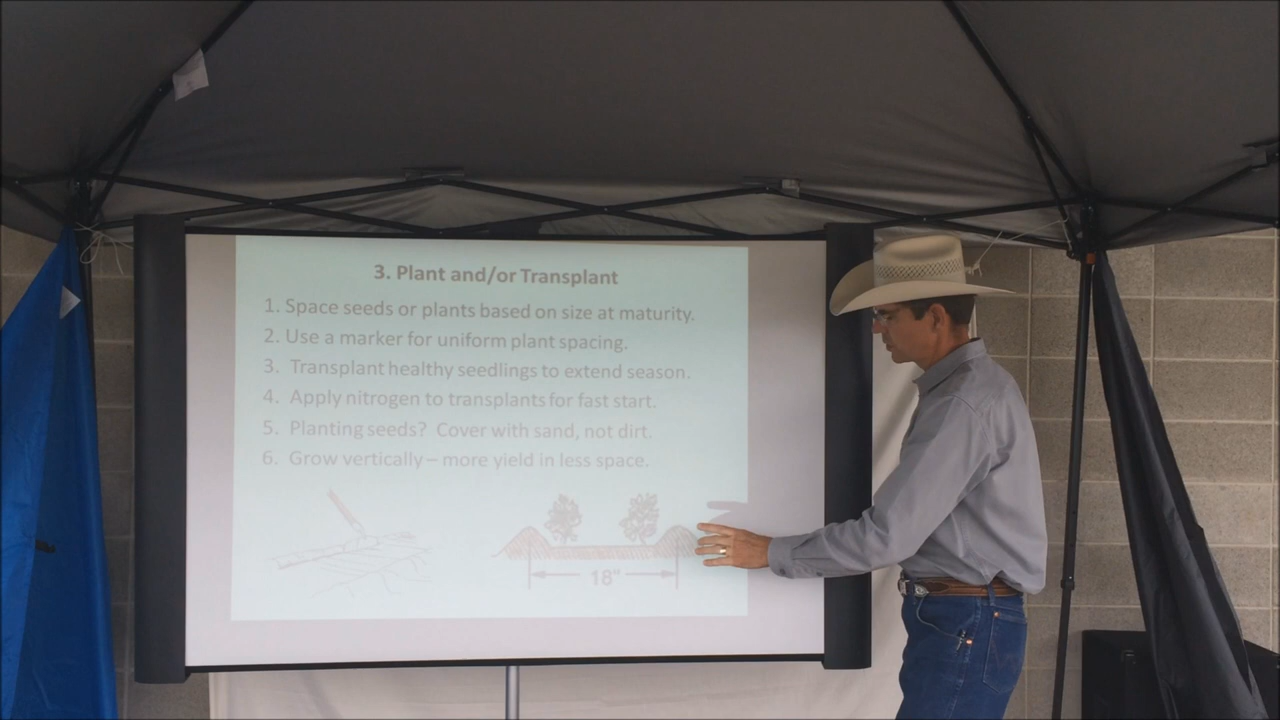 3. Plant and/or Transplant
1. Space seeds or plants based on size at maturity.
2. Use a marker for uniform plant spacing.
3. Transplant healthy seedlings to extend season.
4. Apply nitrogen to transplants for fast start.
5. Planting seeds? Cover with sand, not dirt.
6. Grow vertically – more yield in less space.
18"